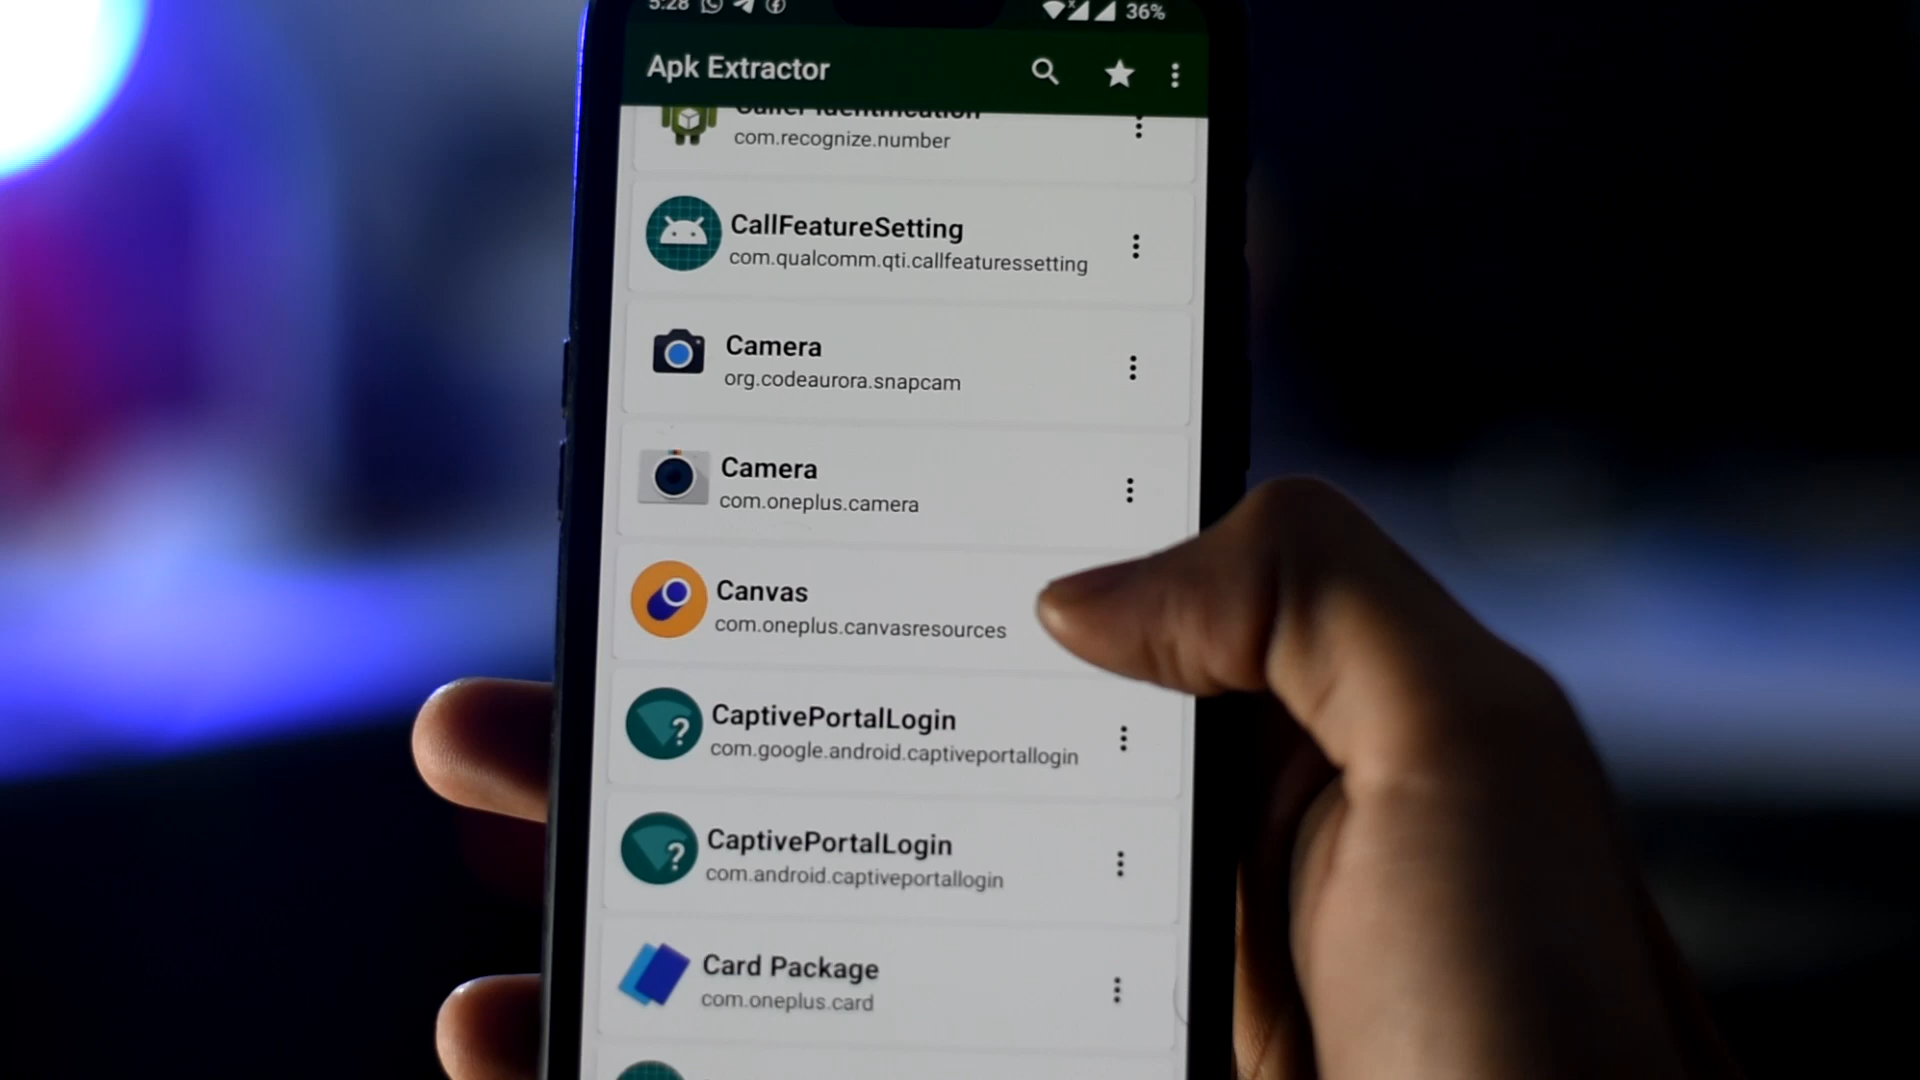 5:28 36%
Apk Extractor
Caller Identification
com.recognize.number
CallFeatureSetting
com.qualcomm.qti.callfeaturessetting
Camera
org.codeaurora.snapcam
Camera
com.oneplus.camera
Canvas
com.oneplus.canvasresources
CaptivePortalLogin
com.google.android.captiveportallogin
CaptivePortalLogin
com.android.captiveportallogin
Card Package
com.oneplus.card